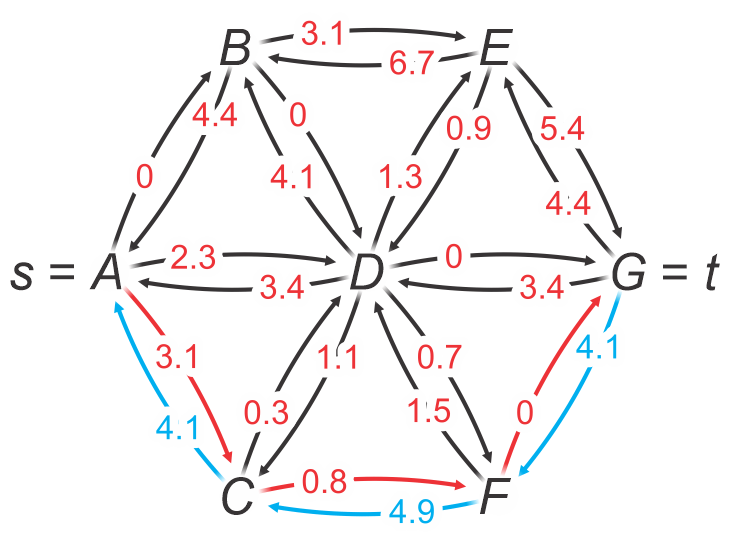 B 3.1 E
6.7
4.4 0 0.9 5.4
0 4.1 1.3 4.4
s = A 2.3 D 0 G = t
3.4 3.4
3.1 1.1 0.7 4.1
4.1 0.3 1.5 0
C 0.8 F
4.9